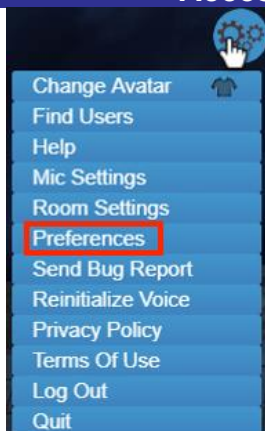 Change Avatar
Find Users
Help
Mic Settings
Room Settings
Preferences
Send Bug Report
Reinitialize Voice
Privacy Policy
Terms Of Use
Log Out
Quit